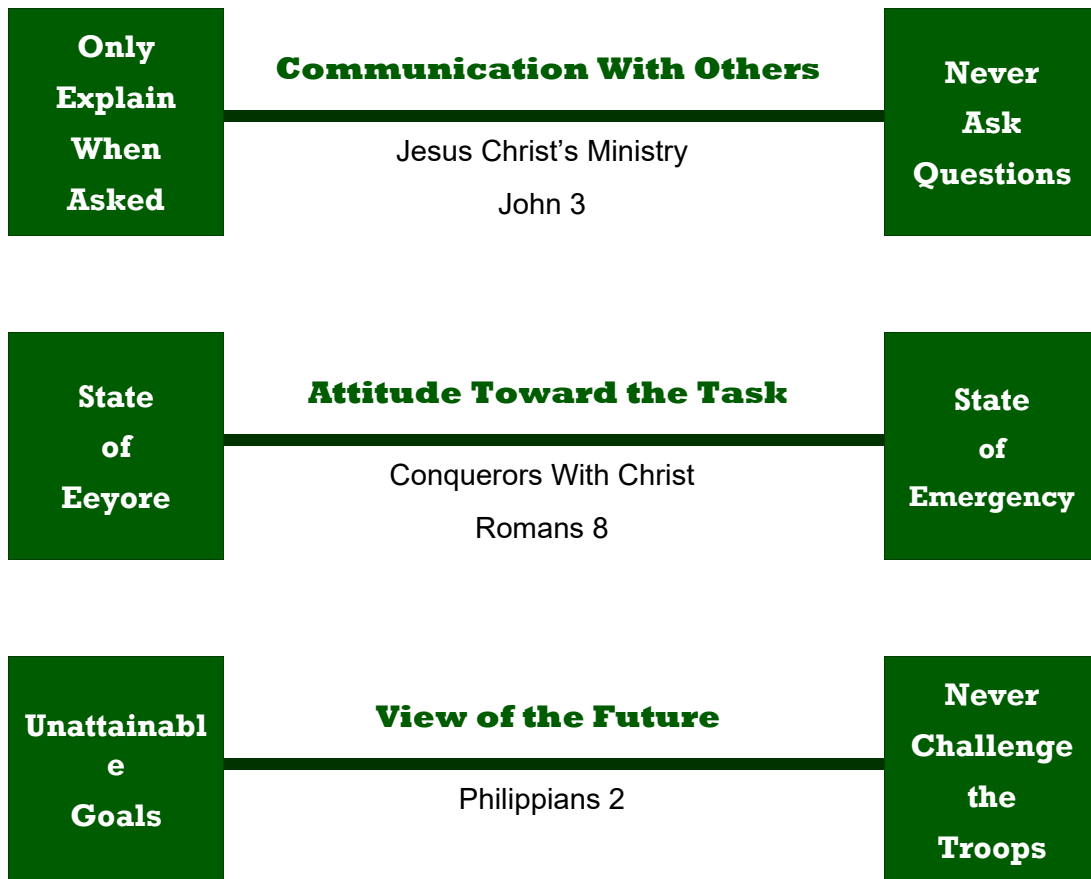 Only
Explain
When
Asked
Communication With Others
Jesus Christ’s Ministry
John 3
Never
Ask
Questions
State
of
Eeyore
Attitude Toward the Task
Conquerors With Christ
Romans 8
State
of
Emergency
Unattainabl
e
Goals
View of the Future
Philippians 2
Never
Challenge
the
Troops